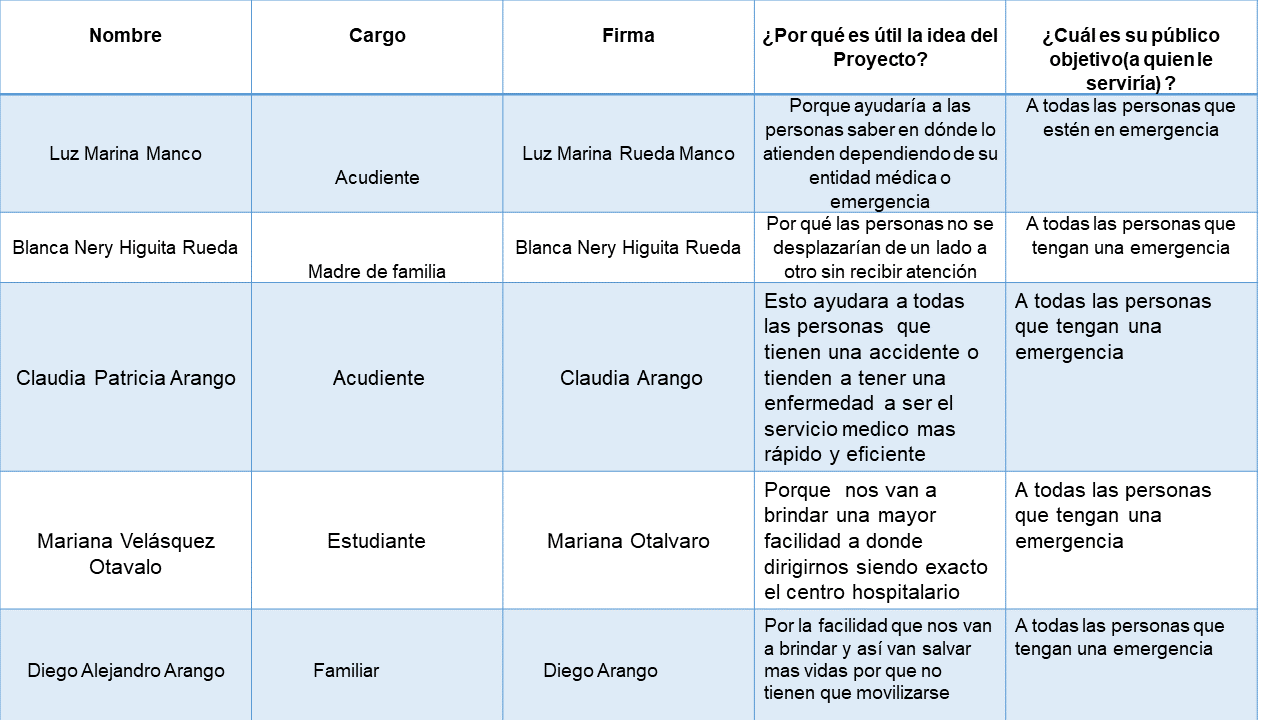 Nombre
Cargo
Firma
¿Por qué es útil la idea del
Proyecto?
¿Cuál es su público
objetivo(a quien le
serviría) ?
Luz Marina Manco
Acudiente
Luz Marina Rueda Manco
Porque ayudaría a las
personas saber en dónde lo
atienden dependiendo de su
entidad médica o
emergencia
A todas las personas que
estén en emergencia
Blanca Nery Higuita Rueda
Madre de familia
Blanca Nery Higuita Rueda
Por qué las personas no se
desplazarían de un lado a
otro sin recibir atención
A todas las personas que
tengan una emergencia
Claudia Patricia Arango
Acudiente
Claudia Arango
Esto ayudara a todas
las personas que
tienen una accidente o
tienden a tener una
enfermedad a ser el
servicio medico mas
rápido y eficiente
A todas las personas
que tengan una
emergencia
Mariana Velásquez
Otavalo
Estudiante
Mariana Otalvaro
Porque nos van a
brindar una mayor
facilidad a donde
dirigirnos siendo exacto
el centro hospitalario
A todas las personas
que tengan una
emergencia
Diego Alejandro Arango
Familiar
Diego Arango
Por la facilidad que nos van
a brindar y así van salvar
mas vidas por que no
tienen que movilizarse
A todas las personas que
tengan una emergencia